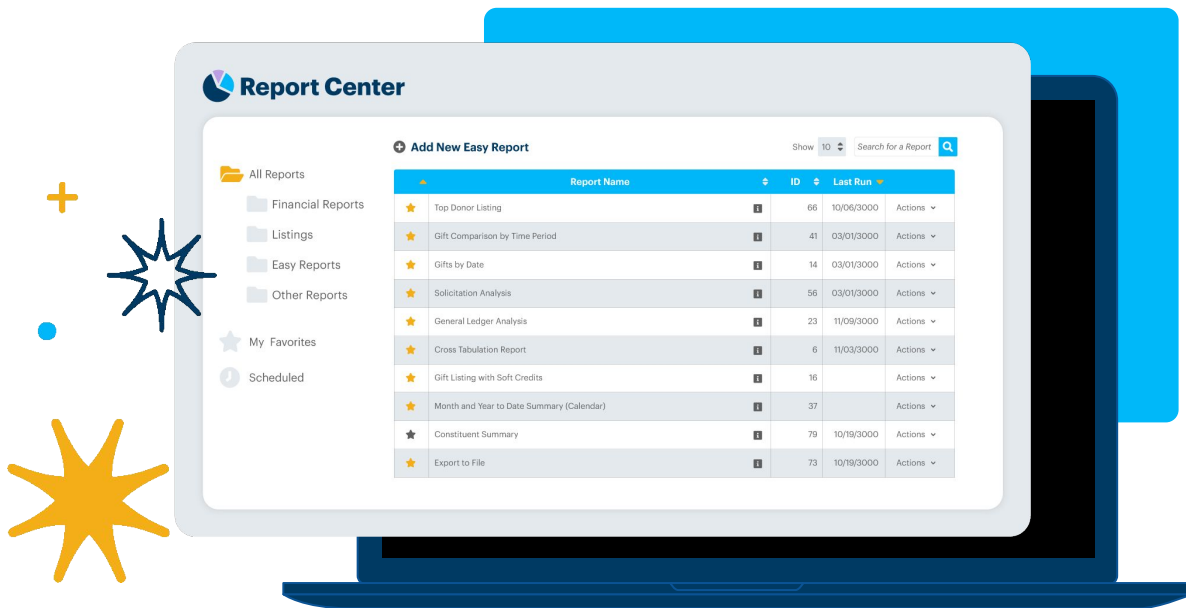 Report Center
Add New Easy Report
Show 10 Search for a Report
All Reports
Financial Reports
Listings
Easy Reports
Other Reports
My Favorites
Scheduled
Report Name ID Last Run
Top Donor Listing 66 10/06/3000 Actions
Gift Comparison by Time Period 41 03/01/3000 Actions
Gifts by Date 14 03/01/3000 Actions
Solicitation Analysis 56 03/01/3000 Actions
General Ledger Analysis 23 11/09/3000 Actions
Cross Tabulation Report 6 11/03/3000 Actions
Gift Listing with Soft Credits 16 Actions
Month and Year to Date Summary (Calendar) 37 Actions
Constituent Summary 79 10/19/3000 Actions
Export to File 73 10/19/3000 Actions